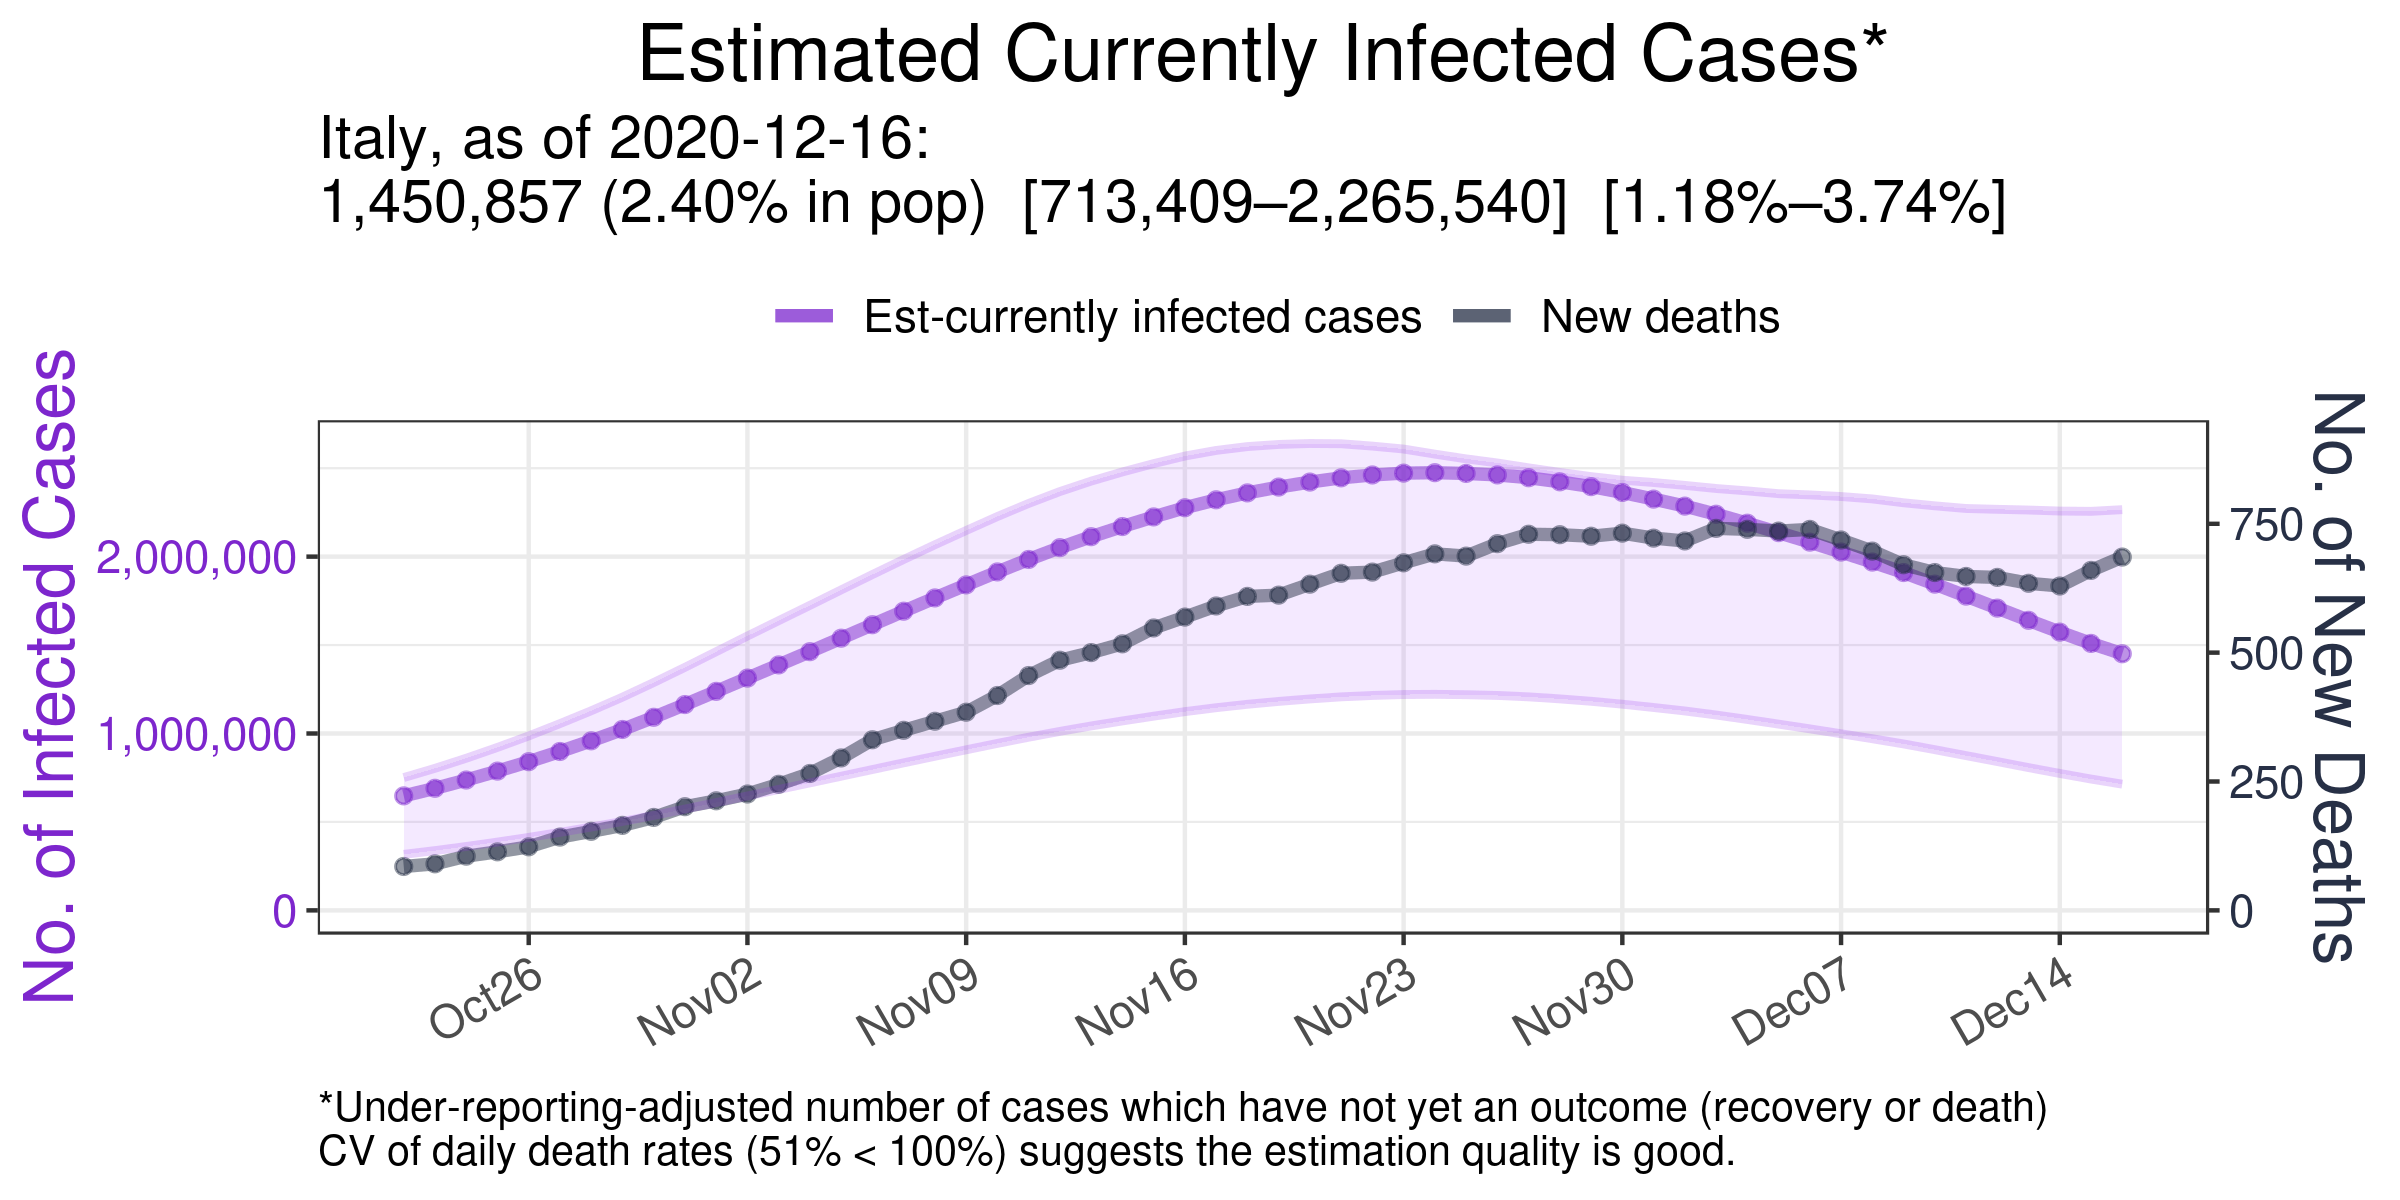 Estimated Currently Infected Cases*
Italy, as of 2020-12-16:
1,450,857 (2.40% in pop)  [713,409–2,265,540]  [1.18%–3.74%]
Est-currently infected cases
New deaths
No. of Infected Cases
2,000,000
1,000,000
0
No. of New Deaths
750
500
250
0
Oct26
Nov02
Nov09
Nov16
Nov23
Nov30
Dec07
Dec14
*Under-reporting-adjusted number of cases which have not yet an outcome (recovery or death)
CV of daily death rates (51% < 100%) suggests the estimation quality is good.